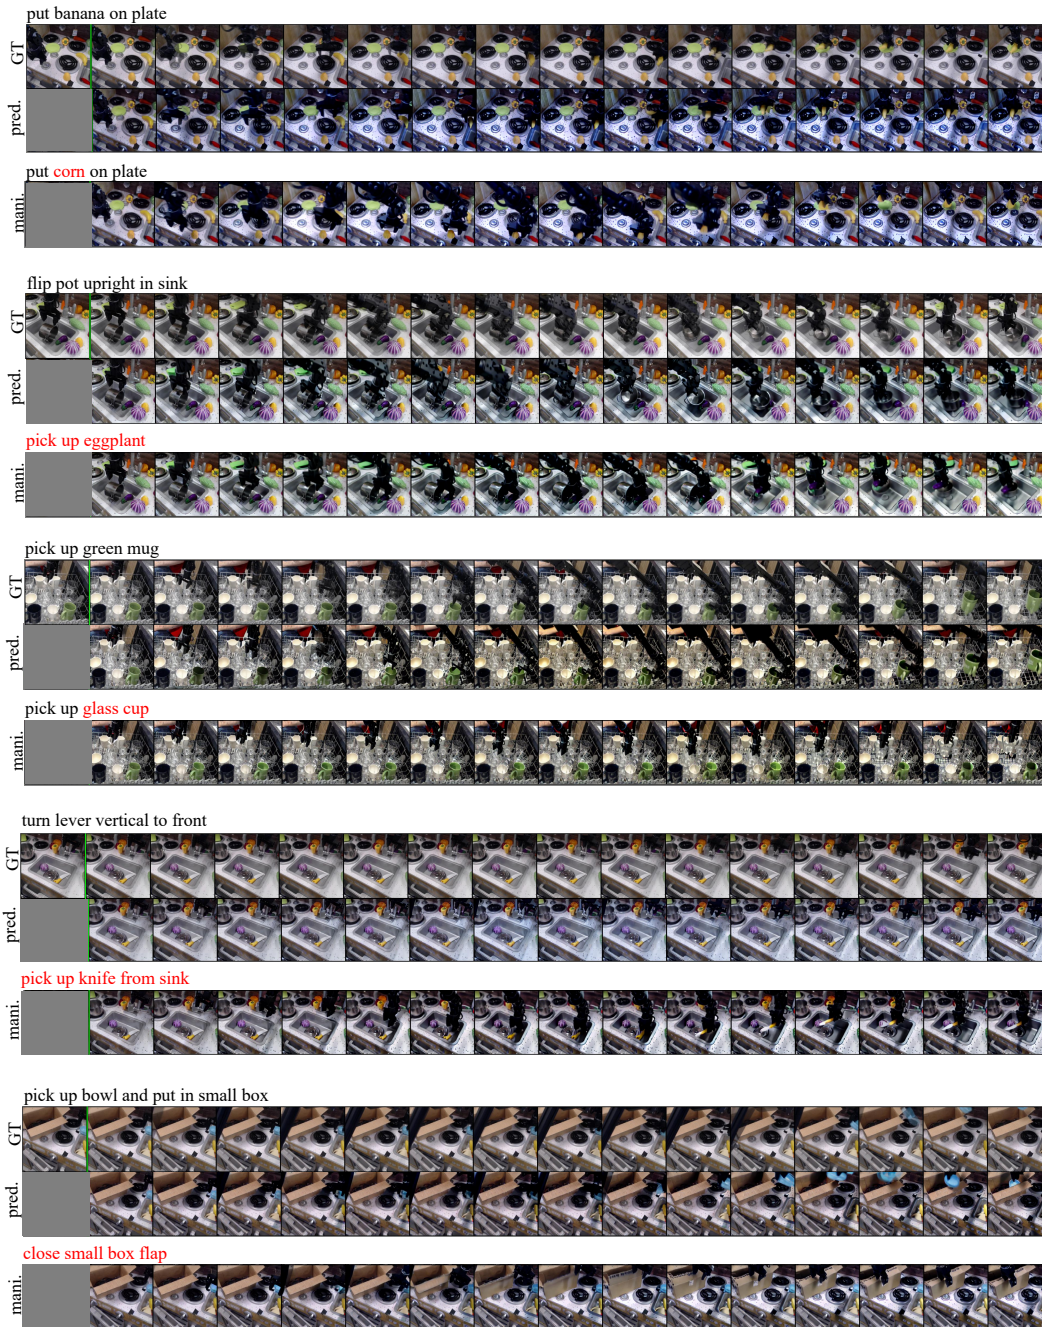 put banana on plate
GT
pred.
put corn on plate
mani.
flip pot upright in sink
GT
pred.
pick up eggplant
mani.
pick up green mug
GT
pred.
pick up glass cup
mani.
turn lever vertical to front
GT
pred.
pick up knife from sink
mani.
pick up bowl and put in small box
GT
pred.
close small box flap
mani.